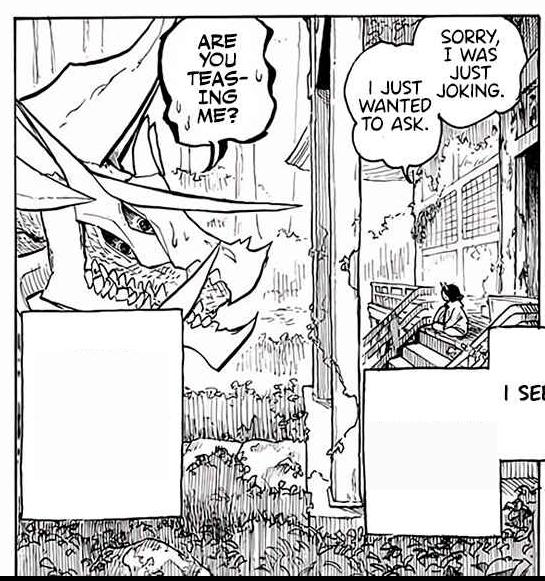 SORRY,
I WAS
JUST
JOKING.
I JUST
WANTED
TO ASK.
ARE
YOU
TEAS-
ING
ME?
I